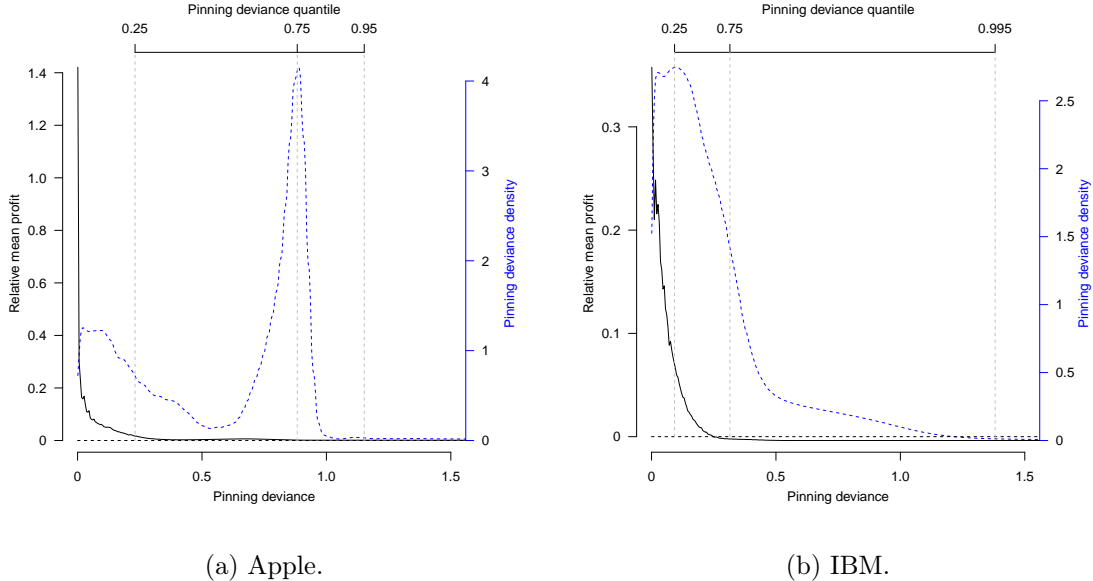 Pinning deviance quantile
0.25 0.75 0.95
1.4
1.2
1.0
0.8
0.6
0.4
0.2
0
Relative mean profit
4
3
2
1
0
Pinning deviance density
0 0.5 1.0 1.5
Pinning deviance
(a) Apple.
Pinning deviance quantile
0.25 0.75 0.995
0.3
0.2
0.1
0
Relative mean profit
2.5
2
1.5
1
0.5
0
Pinning deviance density
0 0.5 1.0 1.5
Pinning deviance
(b) IBM.